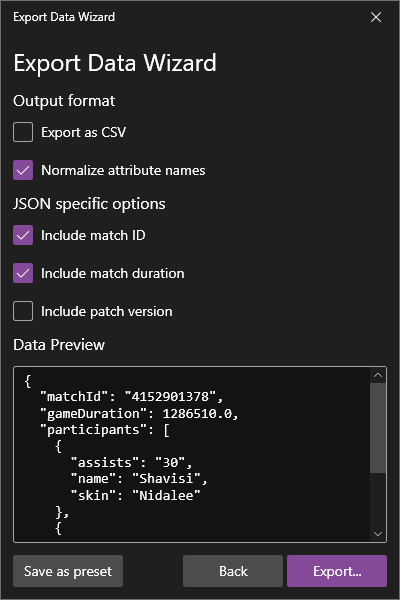 Export Data Wizard
Export Data Wizard
Output format
Export as CSV
Normalize attribute names
JSON specific options
Include match ID
Include match duration
Include patch version
Data Preview
{
  "matchId": "4152901378",
  "gameDuration": 1286510.0,
  "participants": [
    {
      "assists": "30",
      "name": "Shavisi",
      "skin": "Nidalee"
    },
    {
Save as preset
Back
Export...